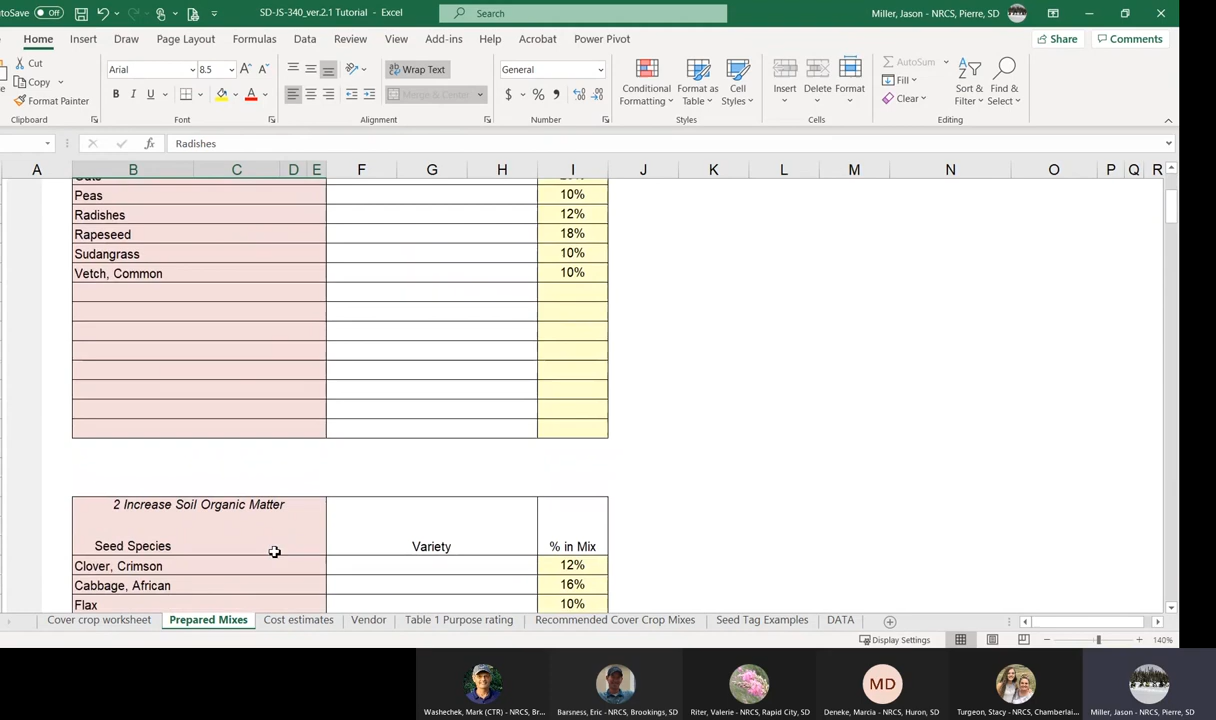 AutoSave Off SD-JS-340_ver.2.1 Tutorial - Excel Search Miller, Jason - NRCS, Pierre, SD
Home Insert Draw Page Layout Formulas Data Review View Add-ins Help Acrobat Power Pivot Share Comments
Cut
Copy
Format Painter
Arial 8.5
B I U
Wrap Text
Merge & Center
General
$ %
Conditional Formatting
Format as Table
Cell Styles
Insert Delete Format
AutoSum
Fill
Clear
Sort & Filter
Find & Select
Clipboard Font Alignment Number Styles Cells Editing
fx Radishes
A B C D E F G H I J K L M N O P Q R
Peas 10%
Radishes 12%
Rapeseed 18%
Sudangrass 10%
Vetch, Common 10%
2 Increase Soil Organic Matter
Seed Species Variety % in Mix
Clover, Crimson 12%
Cabbage, African 16%
Flax 10%
Cover crop worksheet Prepared Mixes Cost estimates Vendor Table 1 Purpose rating Recommended Cover Crop Mixes Seed Tag Examples DATA
Display Settings 140%
MD
Washechek, Mark (CTR) - NRCS, Br... Barsness, Eric - NRCS, Brookings, SD Riter, Valerie - NRCS, Rapid City, SD Deneke, Marcia - NRCS, Huron, SD Turgeon, Stacy - NRCS, Chamberlai... Miller, Jason - NRCS, Pierre, SD